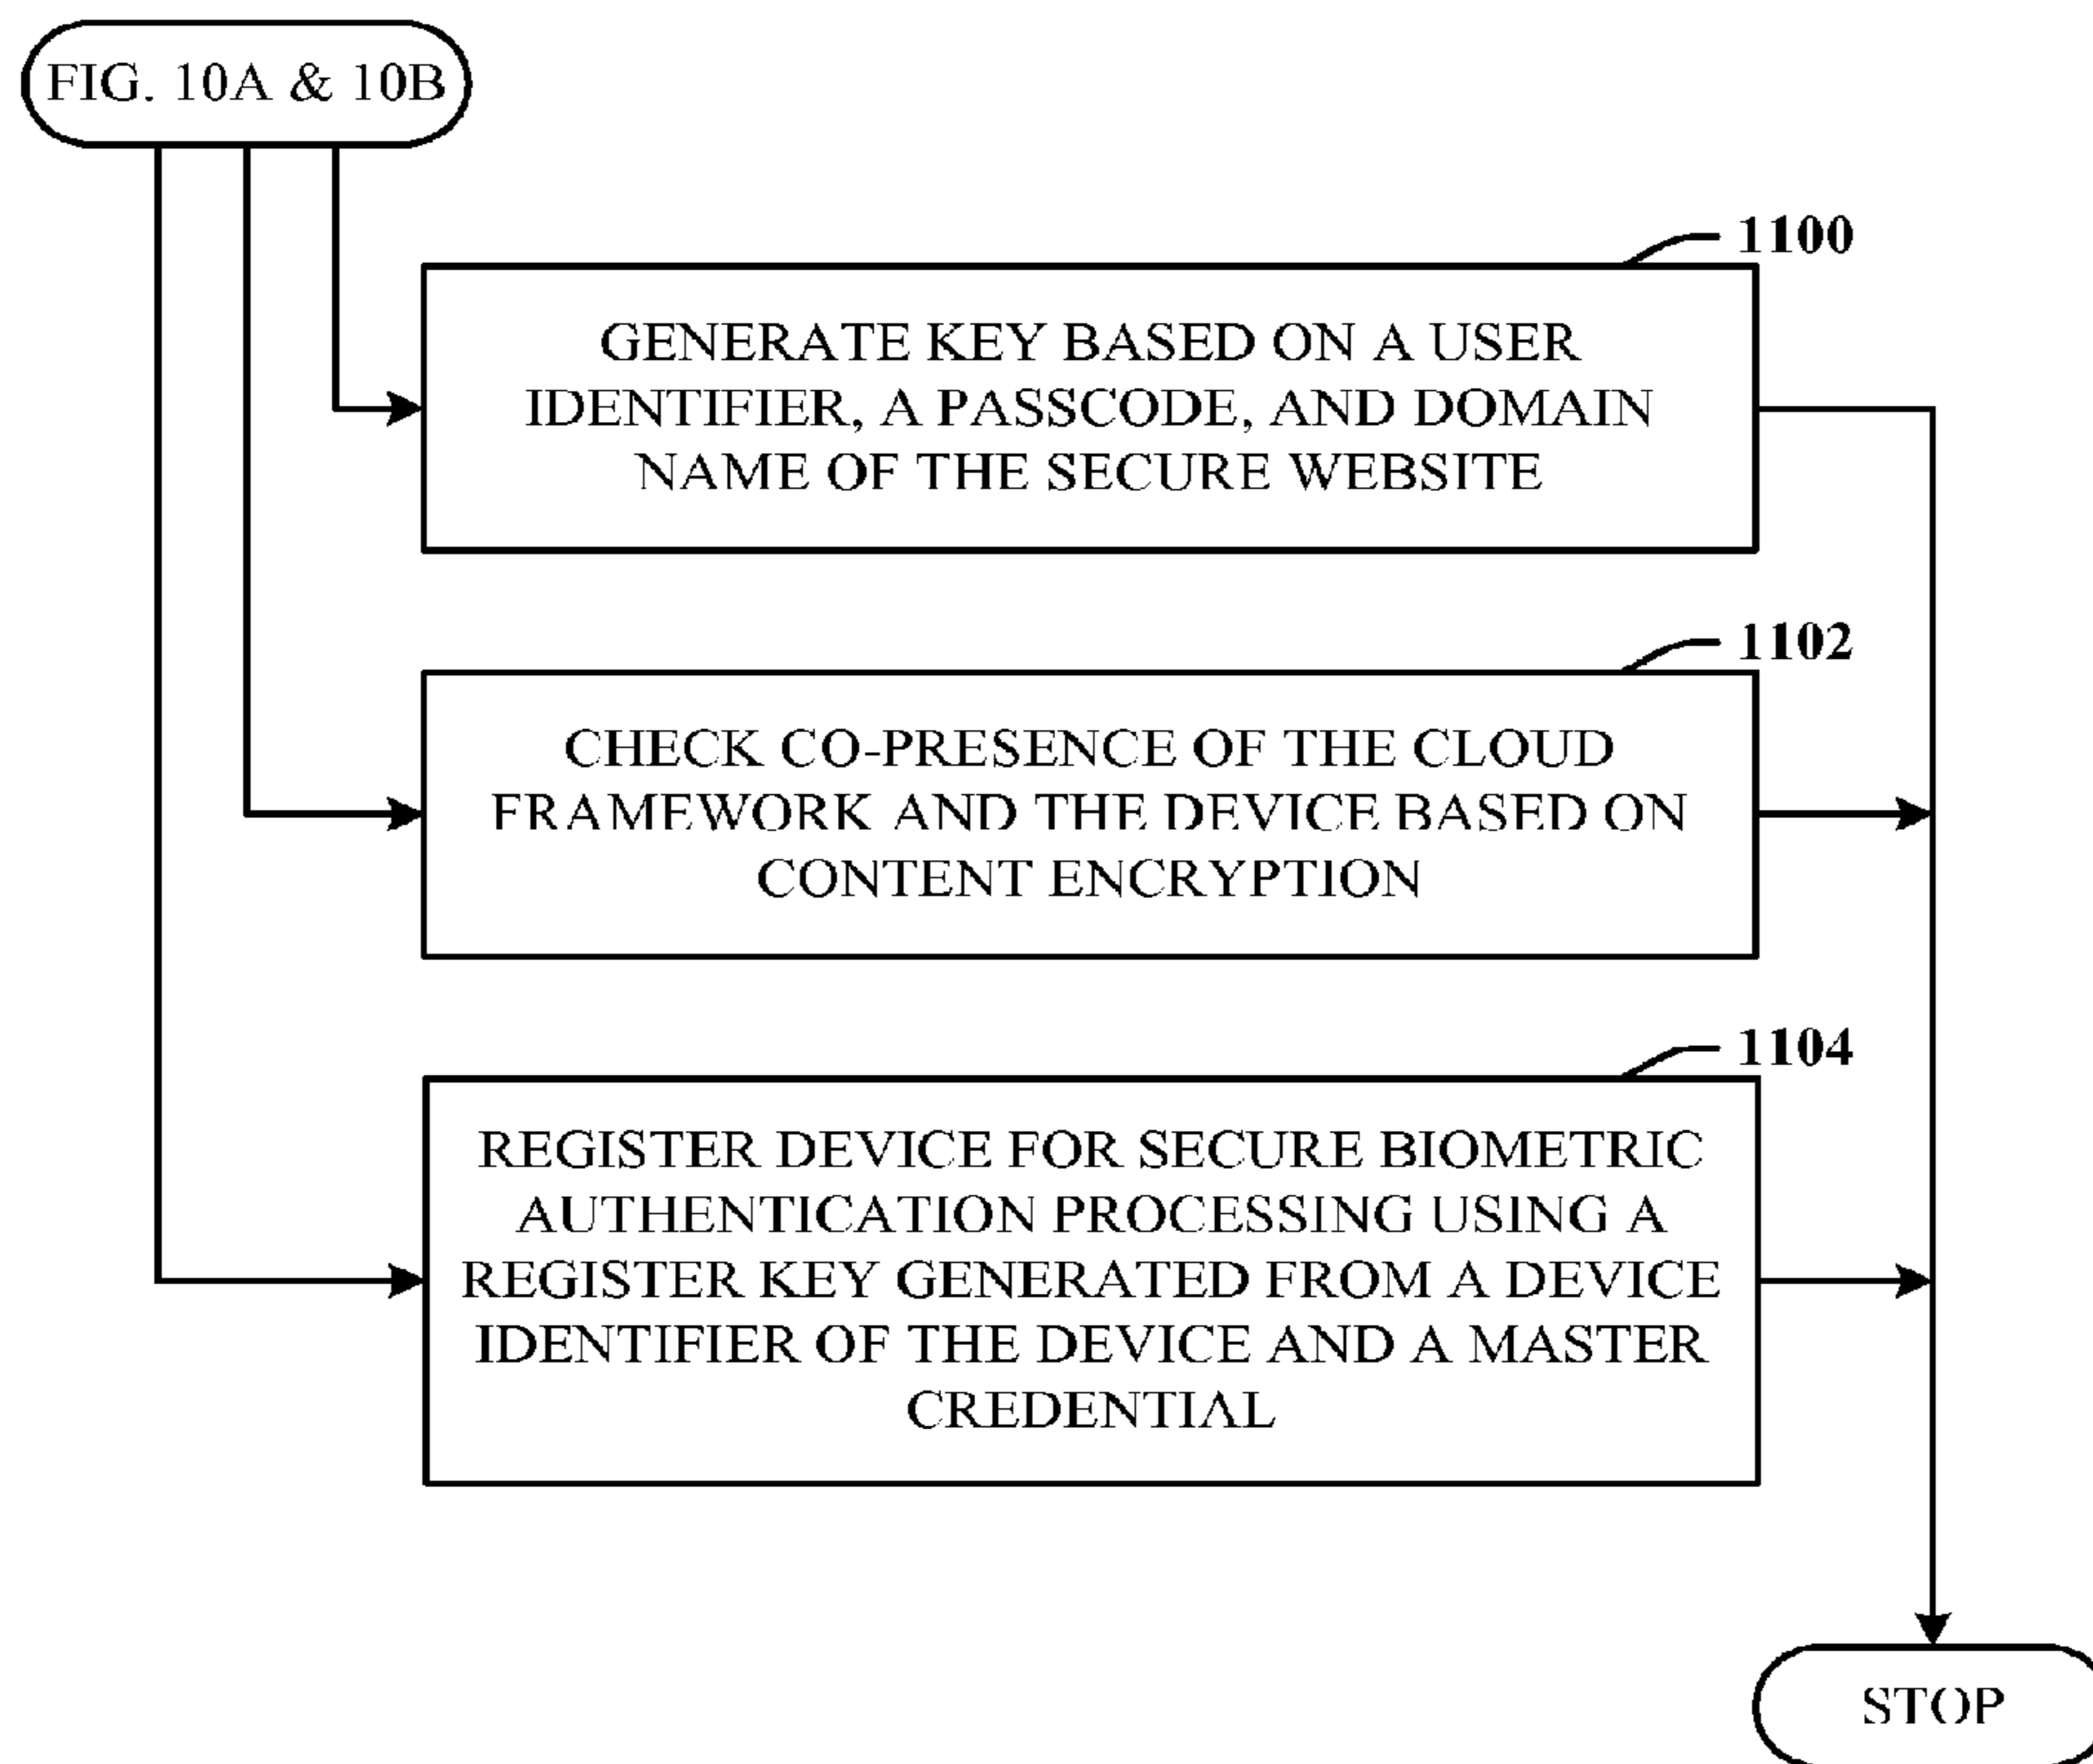 FIG. 10A & 10B
1100
GENERATE KEY BASED ON A USER
IDENTIFIER, A PASSCODE, AND DOMAIN
NAME OF THE SECURE WEBSITE
1102
CHECK CO-PRESENCE OF THE CLOUD
FRAMEWORK AND THE DEVICE BASED ON
CONTENT ENCRYPTION
1104
REGISTER DEVICE FOR SECURE BIOMETRIC
AUTHENTICATION PROCESSING USING A
REGISTER KEY GENERATED FROM A DEVICE
IDENTIFIER OF THE DEVICE AND A MASTER
CREDENTIAL
STOP